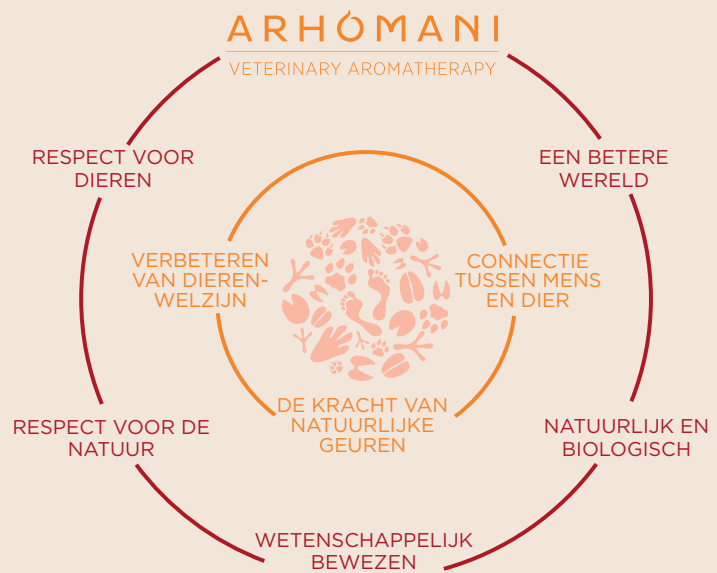 ARHOMANI
VETERINARY AROMATHERAPY
RESPECT VOOR
DIEREN
EEN BETERE
WERELD
VERBETEREN
VAN DIEREN-
WELZIJN
CONNECTIE
TUSSEN MENS
EN DIER
DE KRACHT VAN
NATUURLIJKE
GEUREN
RESPECT VOOR DE
NATUUR
NATUURLIJK EN
BIOLOGISCH
WETENSCHAPPELIJK
BEWEZEN